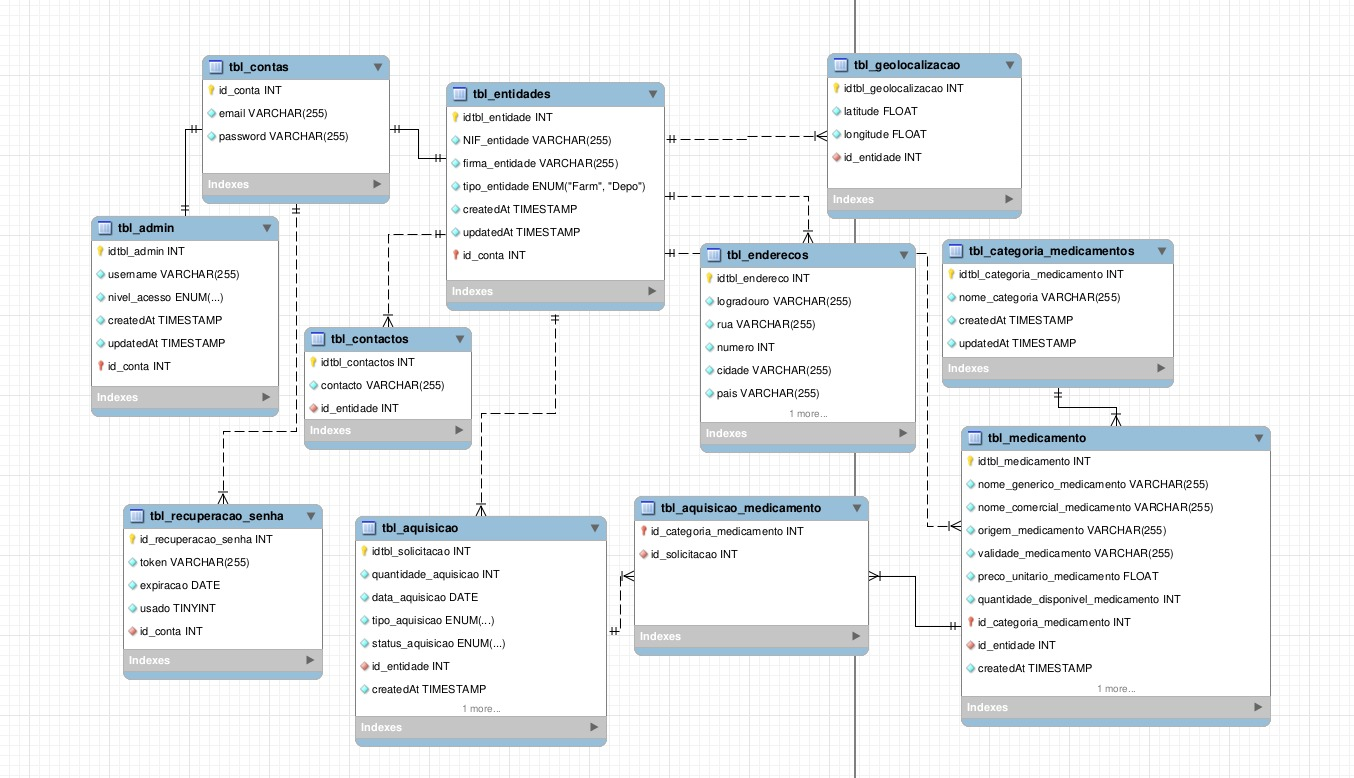 tbl_contas
id_conta INT
email VARCHAR(255)
password VARCHAR(255)
Indexes
tbl_entidades
idtbl_entidade INT
NIF_entidade VARCHAR(255)
firma_entidade VARCHAR(255)
tipo_entidade ENUM("Farm", "Depo")
createdAt TIMESTAMP
updatedAt TIMESTAMP
id_conta INT
Indexes
tbl_geolocalizacao
idtbl_geolocalizacao INT
latitude FLOAT
longitude FLOAT
id_entidade INT
Indexes
tbl_admin
idtbl_admin INT
username VARCHAR(255)
nivel_acesso ENUM(...)
createdAt TIMESTAMP
updatedAt TIMESTAMP
id_conta INT
Indexes
tbl_contactos
idtbl_contactos INT
contacto VARCHAR(255)
id_entidade INT
Indexes
tbl_enderecos
idtbl_endereco INT
logradouro VARCHAR(255)
rua VARCHAR(255)
numero INT
cidade VARCHAR(255)
pais VARCHAR(255)
1 more...
Indexes
tbl_categoria_medicamentos
idtbl_categoria_medicamento INT
nome_categoria VARCHAR(255)
createdAt TIMESTAMP
updatedAt TIMESTAMP
Indexes
tbl_recuperacao_senha
id_recuperacao_senha INT
token VARCHAR(255)
expiracao DATE
usado TINYINT
id_conta INT
Indexes
tbl_aquisicao
idtbl_solicitacao INT
quantidade_aquisicao INT
data_aquisicao DATE
tipo_aquisicao ENUM(...)
status_aquisicao ENUM(...)
id_entidade INT
createdAt TIMESTAMP
1 more...
Indexes
tbl_aquisicao_medicamento
id_categoria_medicamento INT
id_solicitacao INT
Indexes
tbl_medicamento
idtbl_medicamento INT
nome_generico_medicamento VARCHAR(255)
nome_comercial_medicamento VARCHAR(255)
origem_medicamento VARCHAR(255)
validade_medicamento VARCHAR(255)
preco_unitario_medicamento FLOAT
quantidade_disponivel_medicamento INT
id_categoria_medicamento INT
id_entidade INT
createdAt TIMESTAMP
1 more...
Indexes